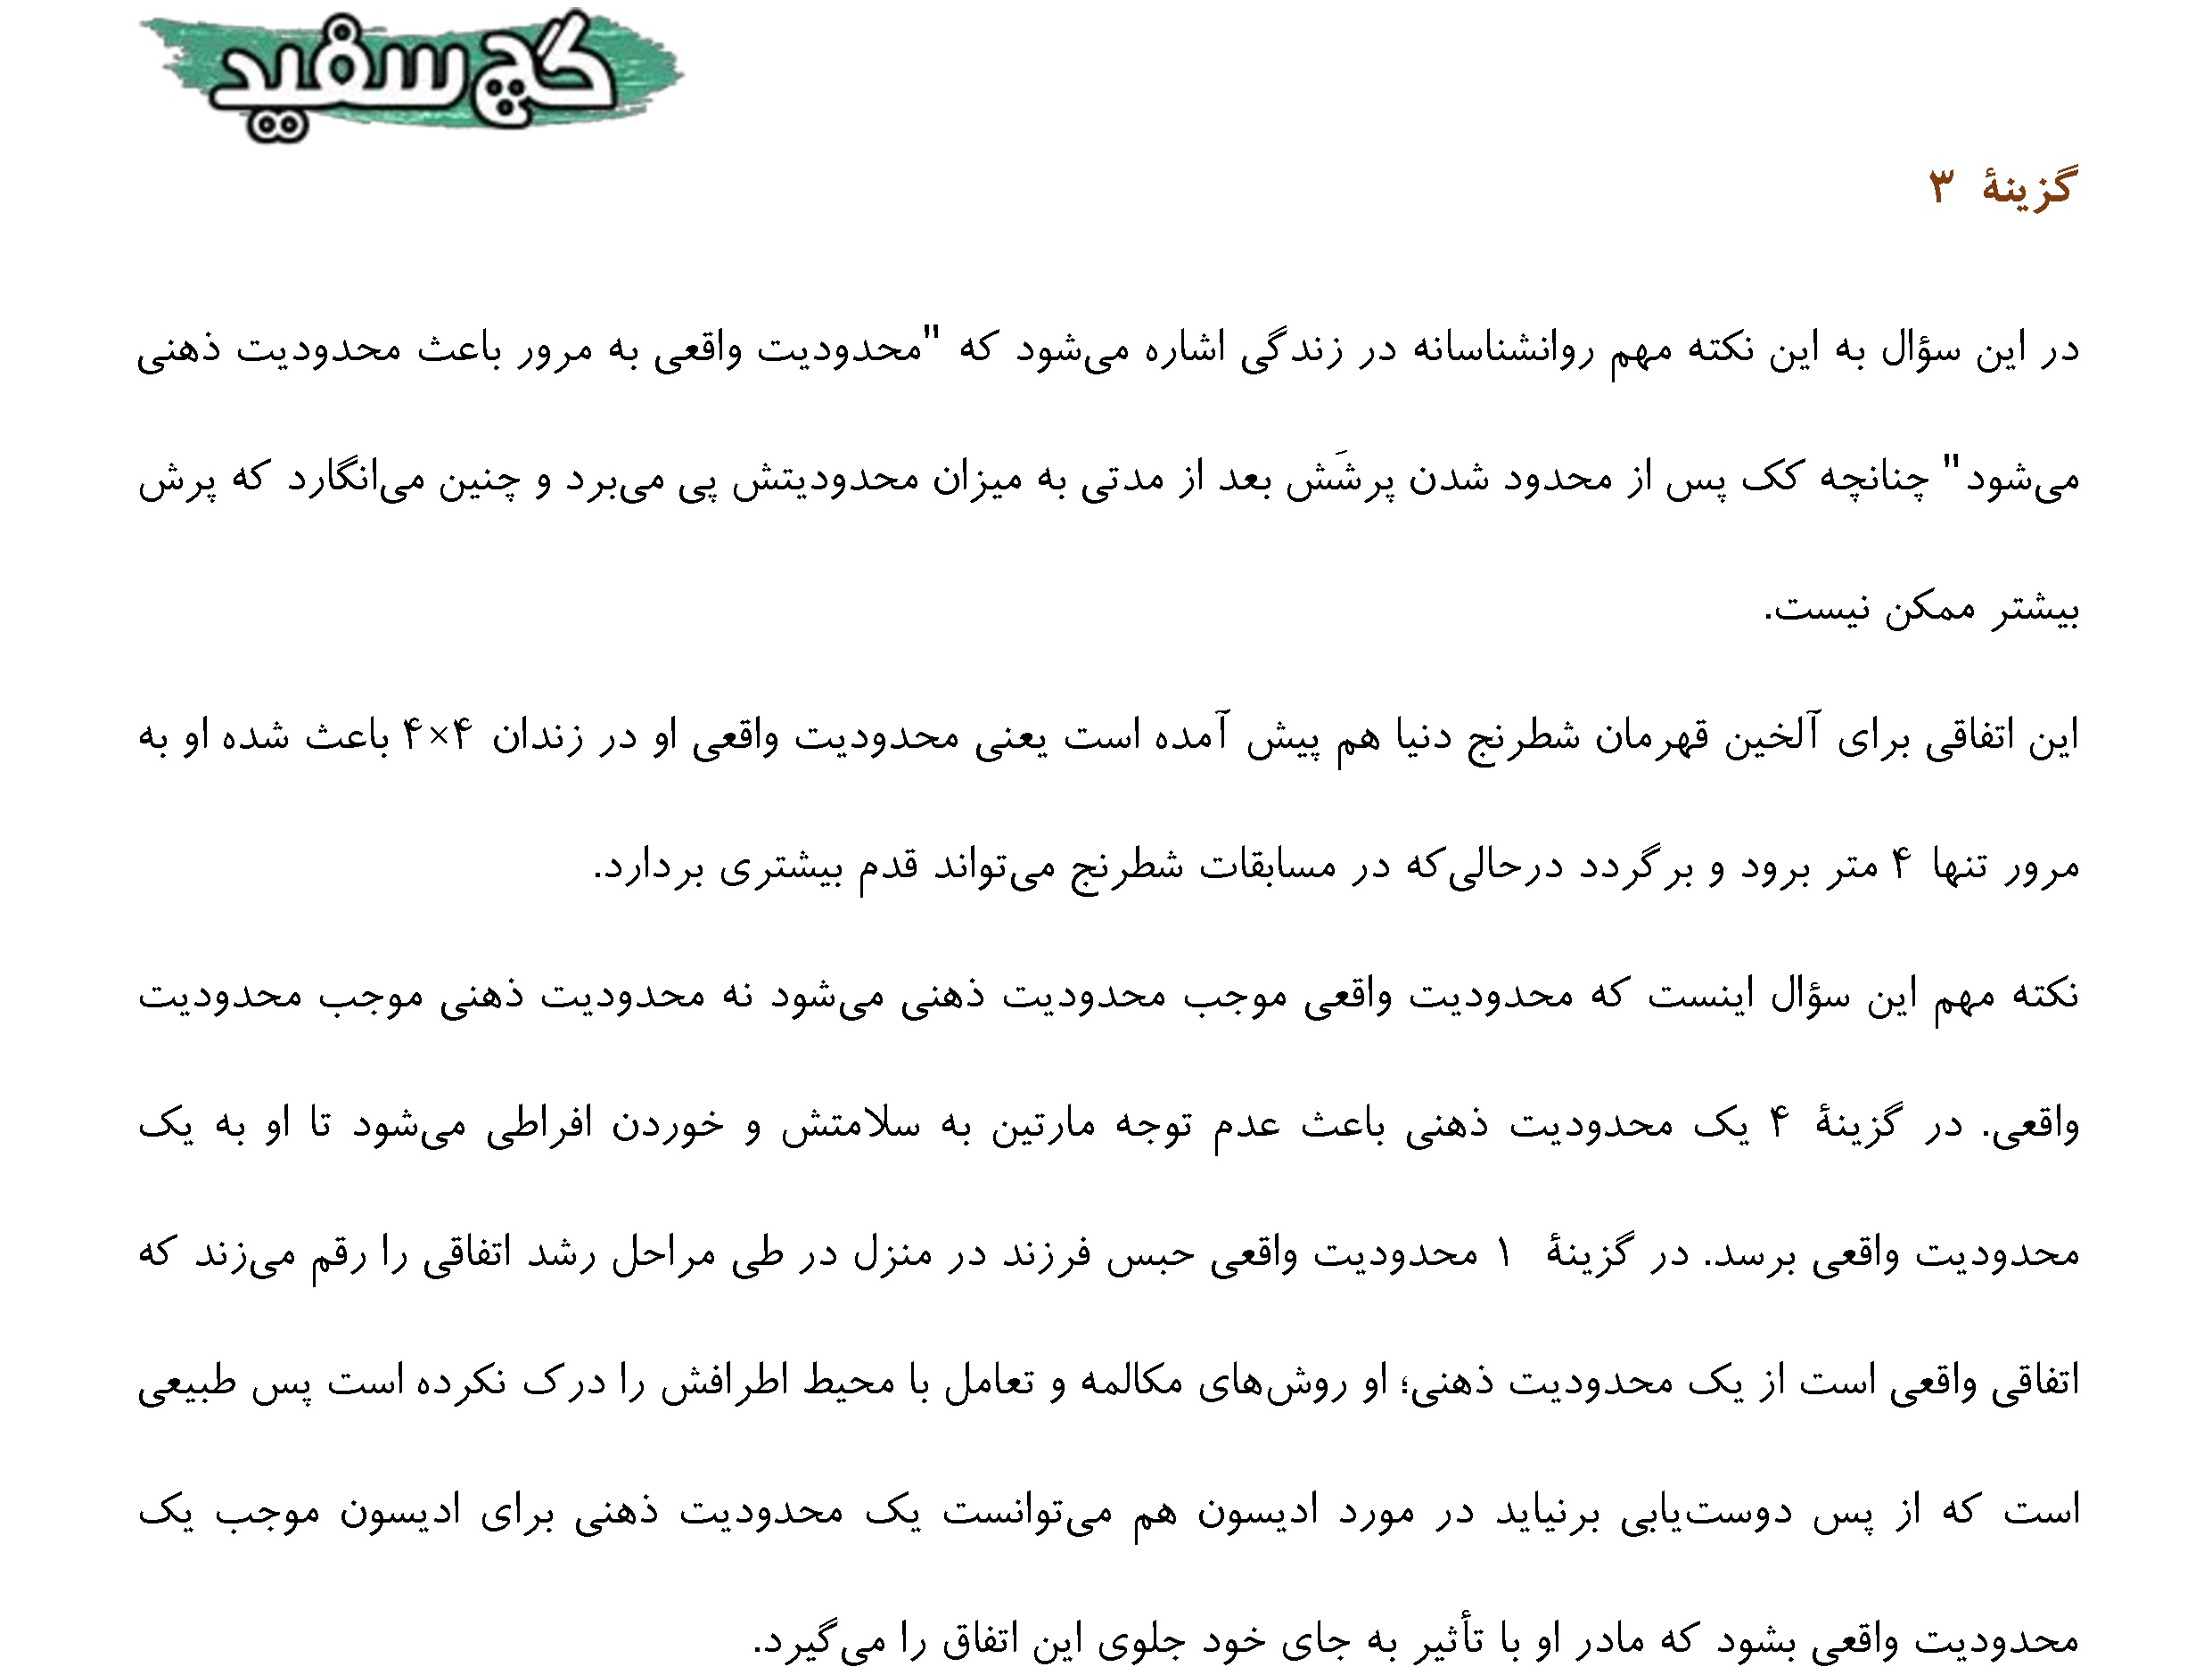 گچ سفید
گزینهٔ ۳
در این سؤال به این نکته مهم روانشناسانه در زندگی اشاره می‌شود که "محدودیت واقعی به مرور باعث محدودیت ذهنی
می‌شود" چنانچه کک پس از محدود شدن پرشَش بعد از مدتی به میزان محدودیتش پی می‌برد و چنین می‌انگارد که پرش
بیشتر ممکن نیست.
این اتفاقی برای آلخین قهرمان شطرنج دنیا هم پیش آمده است یعنی محدودیت واقعی او در زندان ۴×۴ باعث شده او به
مرور تنها ۴ متر برود و برگردد درحالی‌که در مسابقات شطرنج می‌تواند قدم بیشتری بردارد.
نکته مهم این سؤال اینست که محدودیت واقعی موجب محدودیت ذهنی می‌شود نه محدودیت ذهنی موجب محدودیت
واقعی. در گزینهٔ ۴ یک محدودیت ذهنی باعث عدم توجه مارتین به سلامتش و خوردن افراطی می‌شود تا او به یک
محدودیت واقعی برسد. در گزینهٔ ۱ محدودیت واقعی حبس فرزند در منزل در طی مراحل رشد اتفاقی را رقم می‌زند که
اتفاقی واقعی است از یک محدودیت ذهنی؛ او روش‌های مکالمه و تعامل با محیط اطرافش را درک نکرده است پس طبیعی
است که از پس دوست‌یابی برنیاید در مورد ادیسون هم می‌توانست یک محدودیت ذهنی برای ادیسون موجب یک
محدودیت واقعی بشود که مادر او با تأثیر به جای خود جلوی این اتفاق را می‌گیرد.